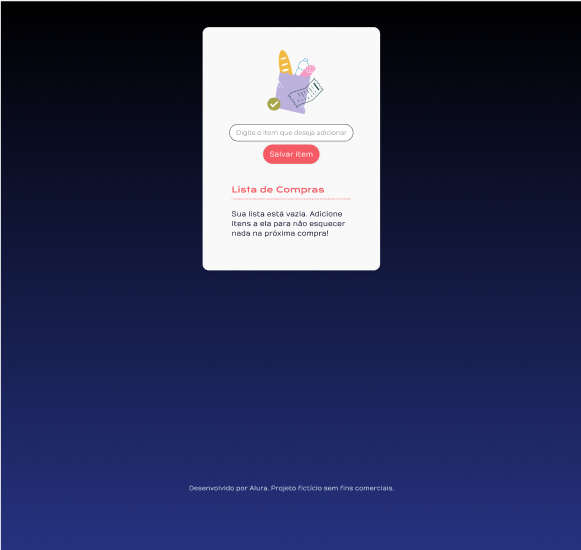 Digite o item que deseja adicionar
Salvar item
Lista de Compras
Sua lista está vazia. Adicione
itens a ela para não esquecer
nada na próxima compra!
Desenvolvido por Alura. Projeto fictício sem fins comerciais.